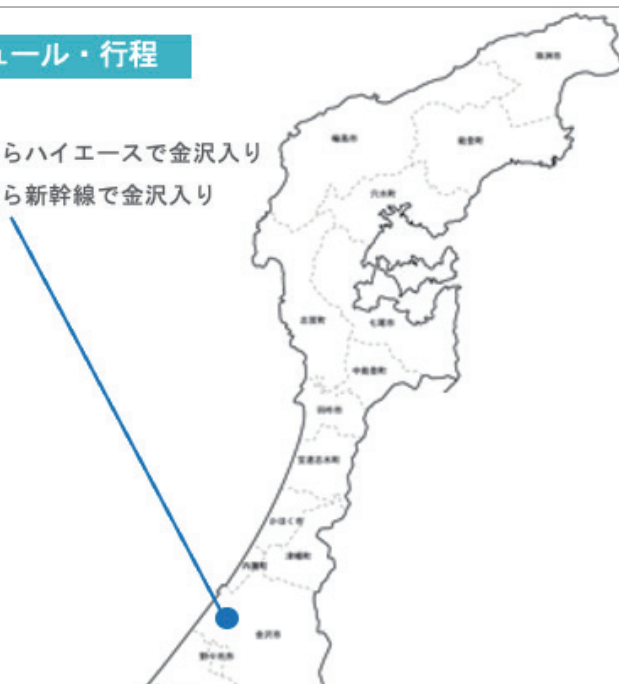 ュール・行程
らハイエースで金沢入り
ら新幹線で金沢入り
珠洲市
輪島市
能登町
穴水町
志賀町
七尾市
中能登町
羽咋市
宝達志水町
かほく市
津幡町
内灘町
金沢市
野々市市